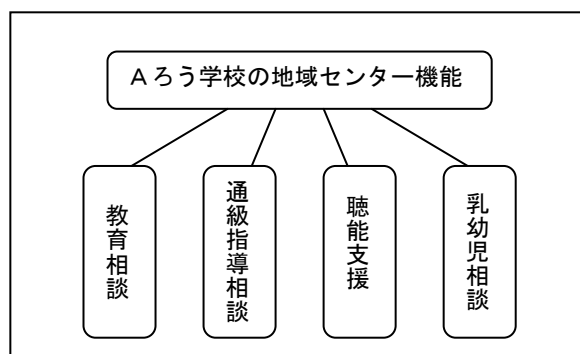 Aろう学校の地域センター機能
教育相談
通級指導相談
聴能支援
乳幼児相談